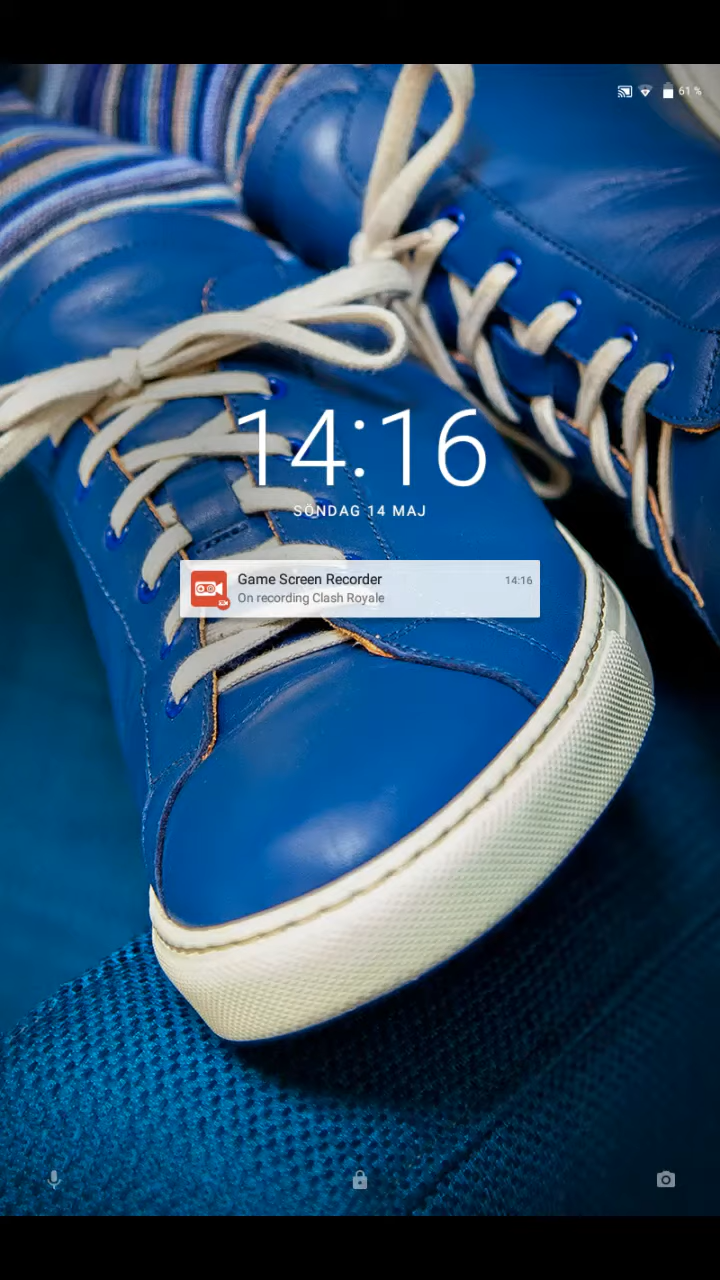 61 %
14:16
SÖNDAG 14 MAJ
Game Screen Recorder 14:16
On recording Clash Royale